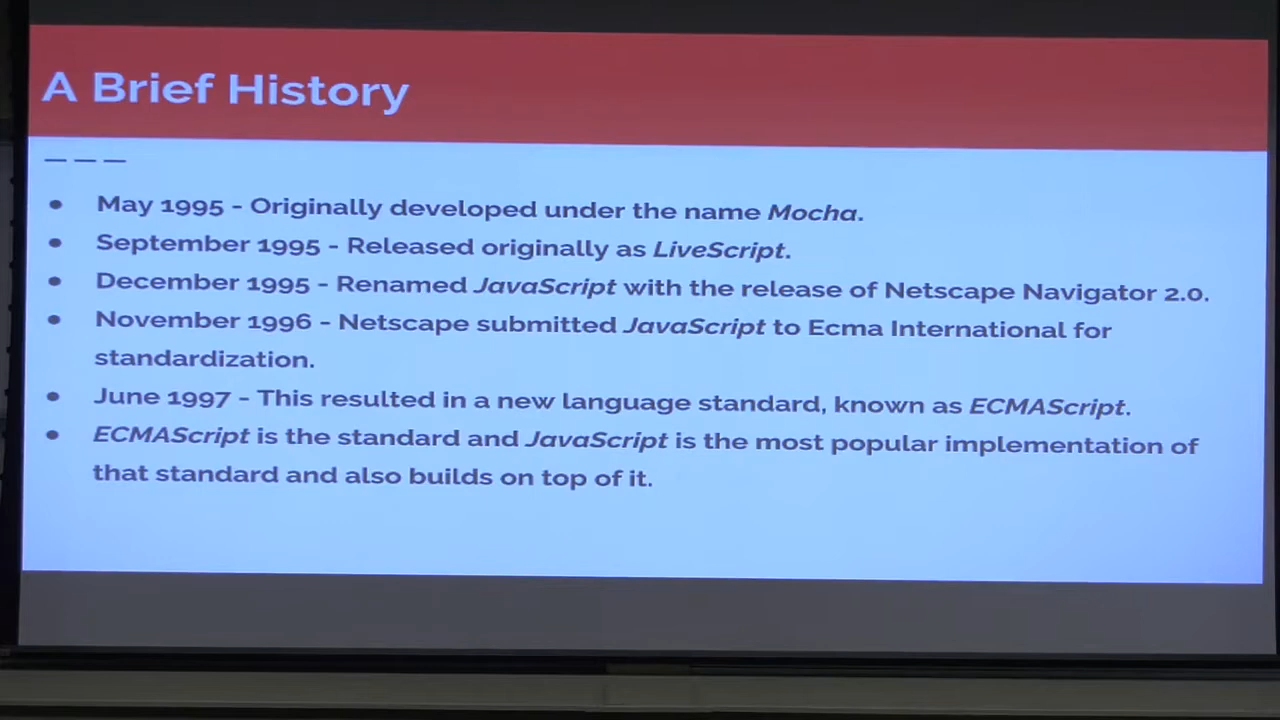 A Brief History
– – –
● May 1995 - Originally developed under the name Mocha.
● September 1995 - Released originally as LiveScript.
● December 1995 - Renamed JavaScript with the release of Netscape Navigator 2.0.
● November 1996 - Netscape submitted JavaScript to Ecma International for
standardization.
● June 1997 - This resulted in a new language standard, known as ECMAScript.
● ECMAScript is the standard and JavaScript is the most popular implementation of
that standard and also builds on top of it.